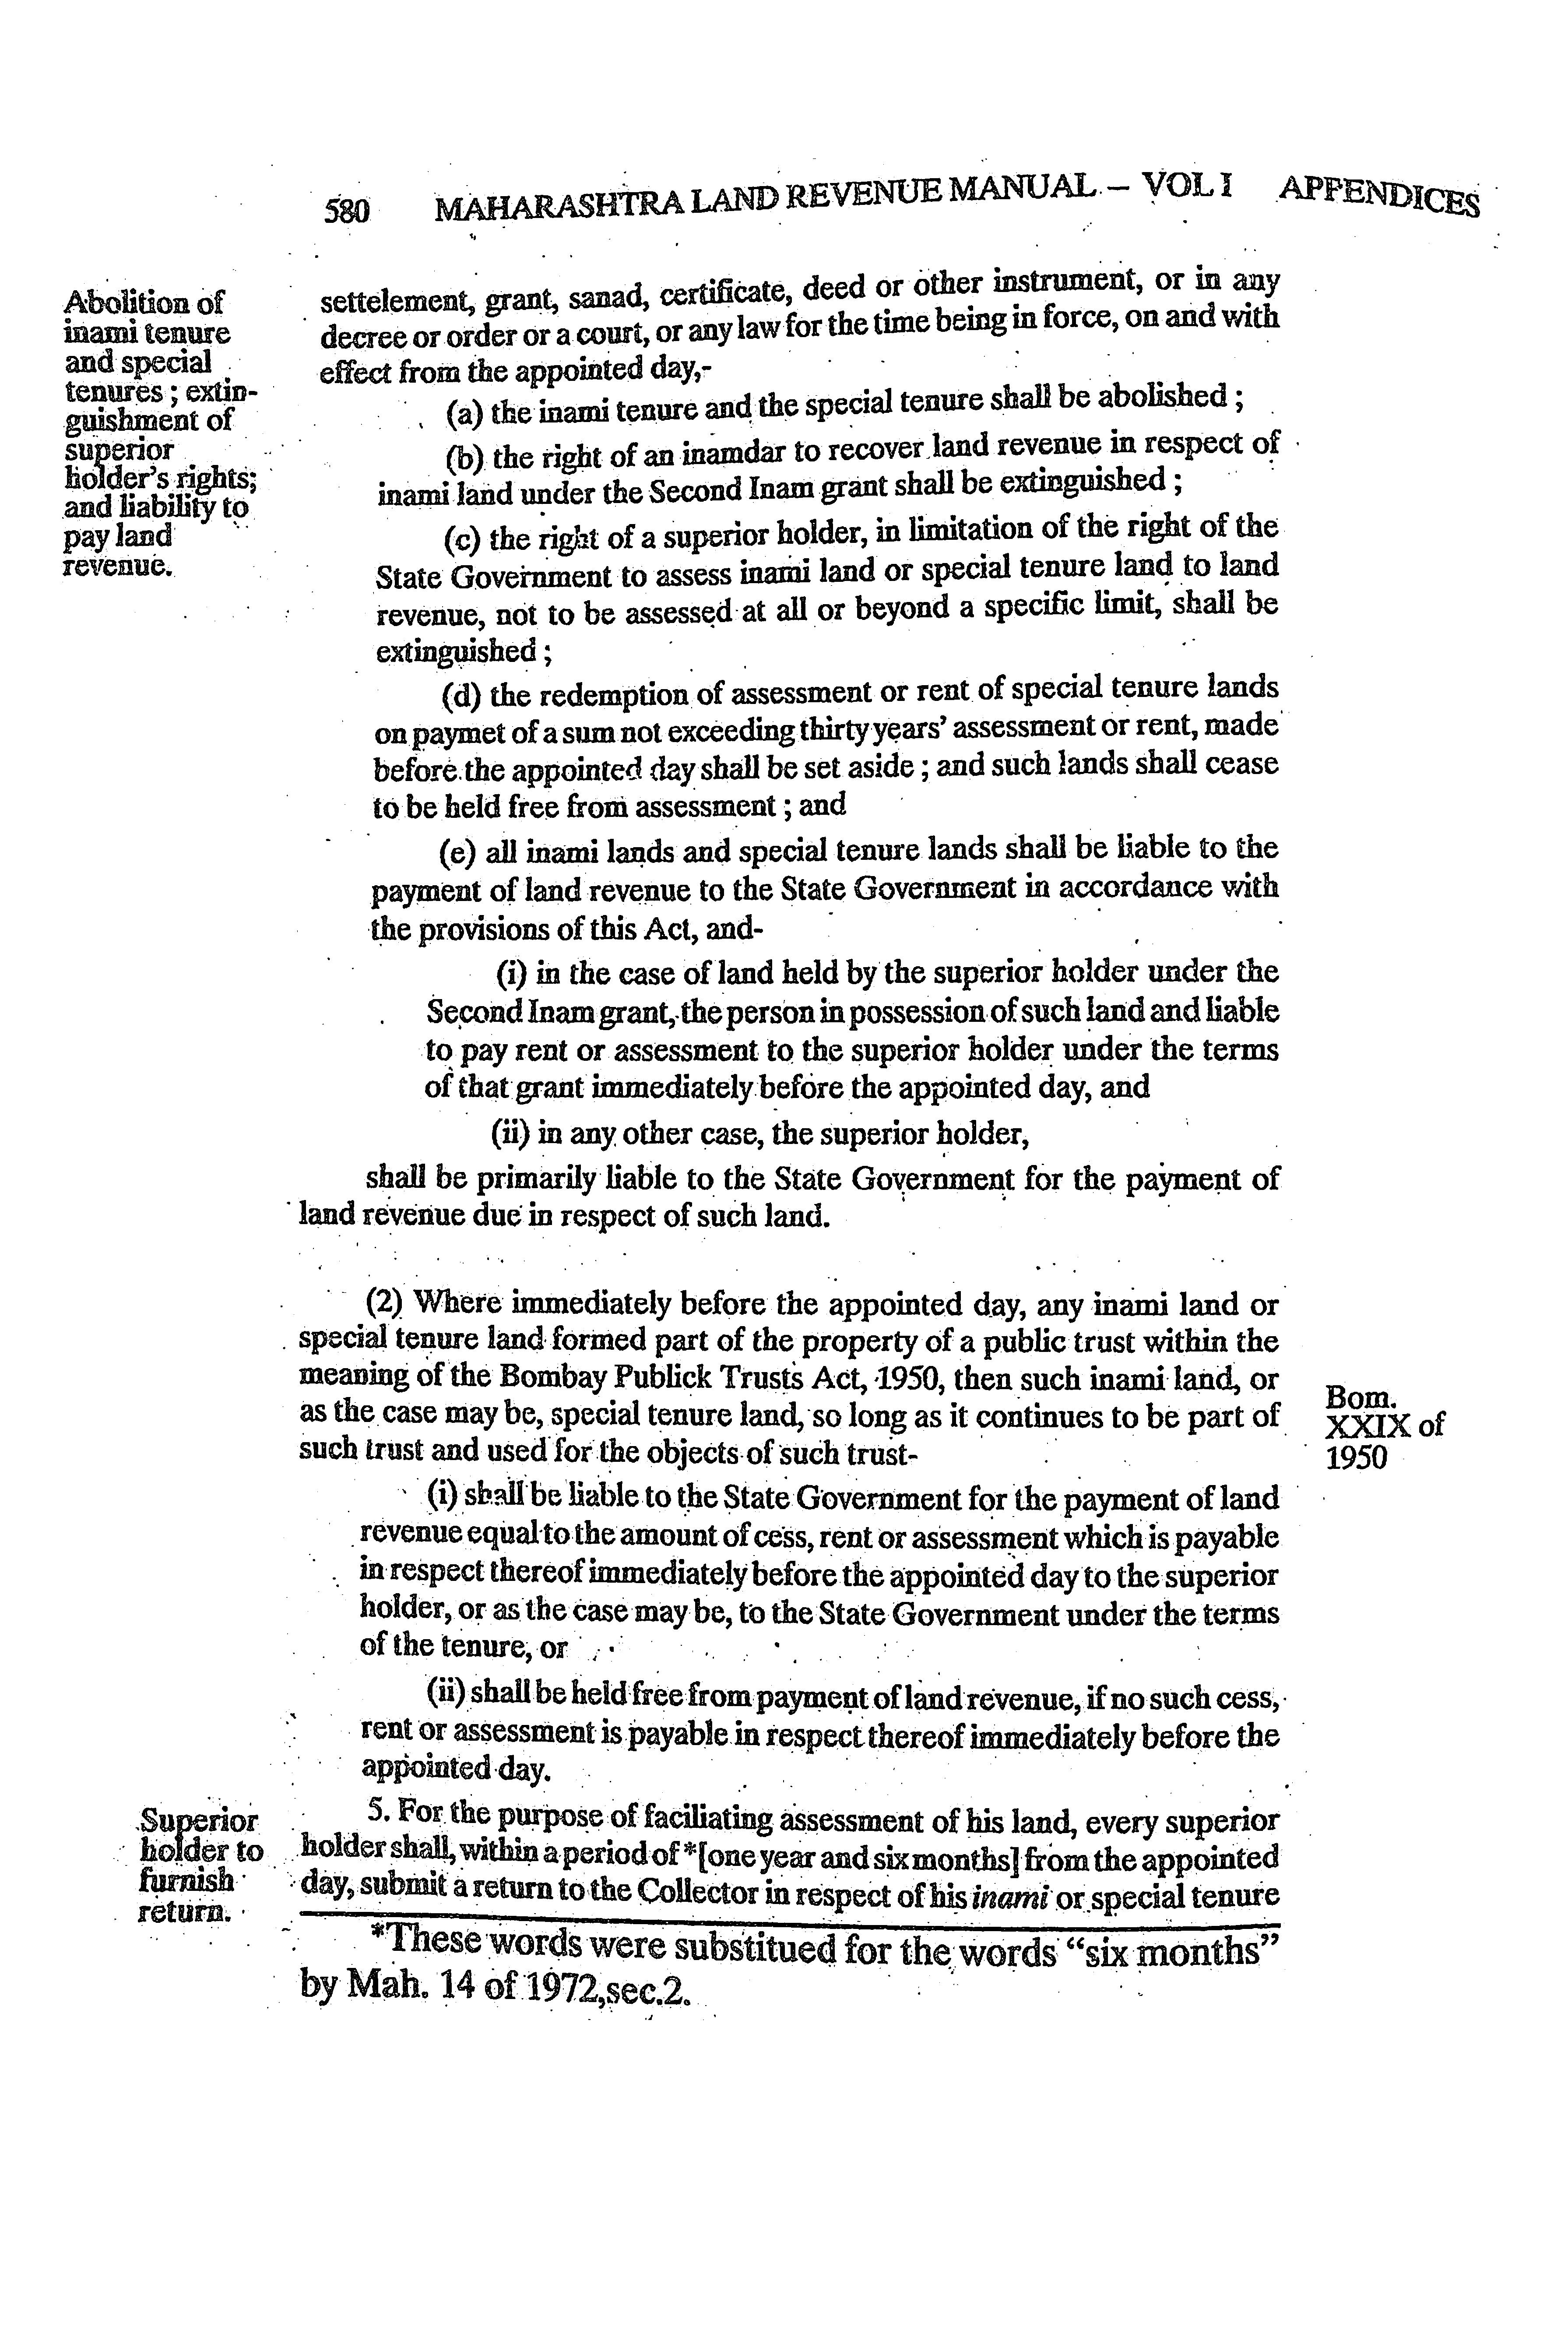 580 MAHARASHTRA LAND REVENUE MANUAL – VOL I APPENDICES
Abolition of
inami tenure
and special
tenures ; extin-
guishment of
superior
holder's rights;
and liability to
pay land
revenue.
settelement, grant, sanad, certificate, deed or other instrument, or in any
decree or order or a court, or any law for the time being in force, on and with
effect from the appointed day,-
(a) the inami tenure and the special tenure shall be abolished ;
(b) the right of an inamdar to recover land revenue in respect of
inami land under the Second Inam grant shall be extinguished ;
(c) the right of a superior holder, in limitation of the right of the
State Government to assess inami land or special tenure land to land
revenue, not to be assessed at all or beyond a specific limit, shall be
extinguished ;
(d) the redemption of assessment or rent of special tenure lands
on paymet of a sum not exceeding thirty years' assessment or rent, made
before the appointed day shall be set aside ; and such lands shall cease
to be held free from assessment ; and
(e) all inami lands and special tenure lands shall be liable to the
payment of land revenue to the State Government in accordance with
the provisions of this Act, and-
(i) in the case of land held by the superior holder under the
Second Inam grant, the person in possession of such land and liable
to pay rent or assessment to the superior holder under the terms
of that grant immediately before the appointed day, and
(ii) in any other case, the superior holder,
shall be primarily liable to the State Government for the payment of
land revenue due in respect of such land.
(2) Where immediately before the appointed day, any inami land or
special tenure land formed part of the property of a public trust within the
meaning of the Bombay Publick Trusts Act, 1950, then such inami land, or
as the case may be, special tenure land, so long as it continues to be part of
such trust and used for the objects of such trust-
Bom.
XXIX of
1950
(i) shall be liable to the State Government for the payment of land
revenue equal to the amount of cess, rent or assessment which is payable
in respect thereof immediately before the appointed day to the superior
holder, or as the case may be, to the State Government under the terms
of the tenure, or
(ii) shall be held free from payment of land revenue, if no such cess,
rent or assessment is payable in respect thereof immediately before the
appointed day.
Superior
holder to
furnish
return.
5. For the purpose of faciliating assessment of his land, every superior
holder shall, within a period of *[one year and six months] from the appointed
day, submit a return to the Collector in respect of his inami or special tenure
*These words were substitued for the words “six months”
by Mah. 14 of 1972,sec.2.